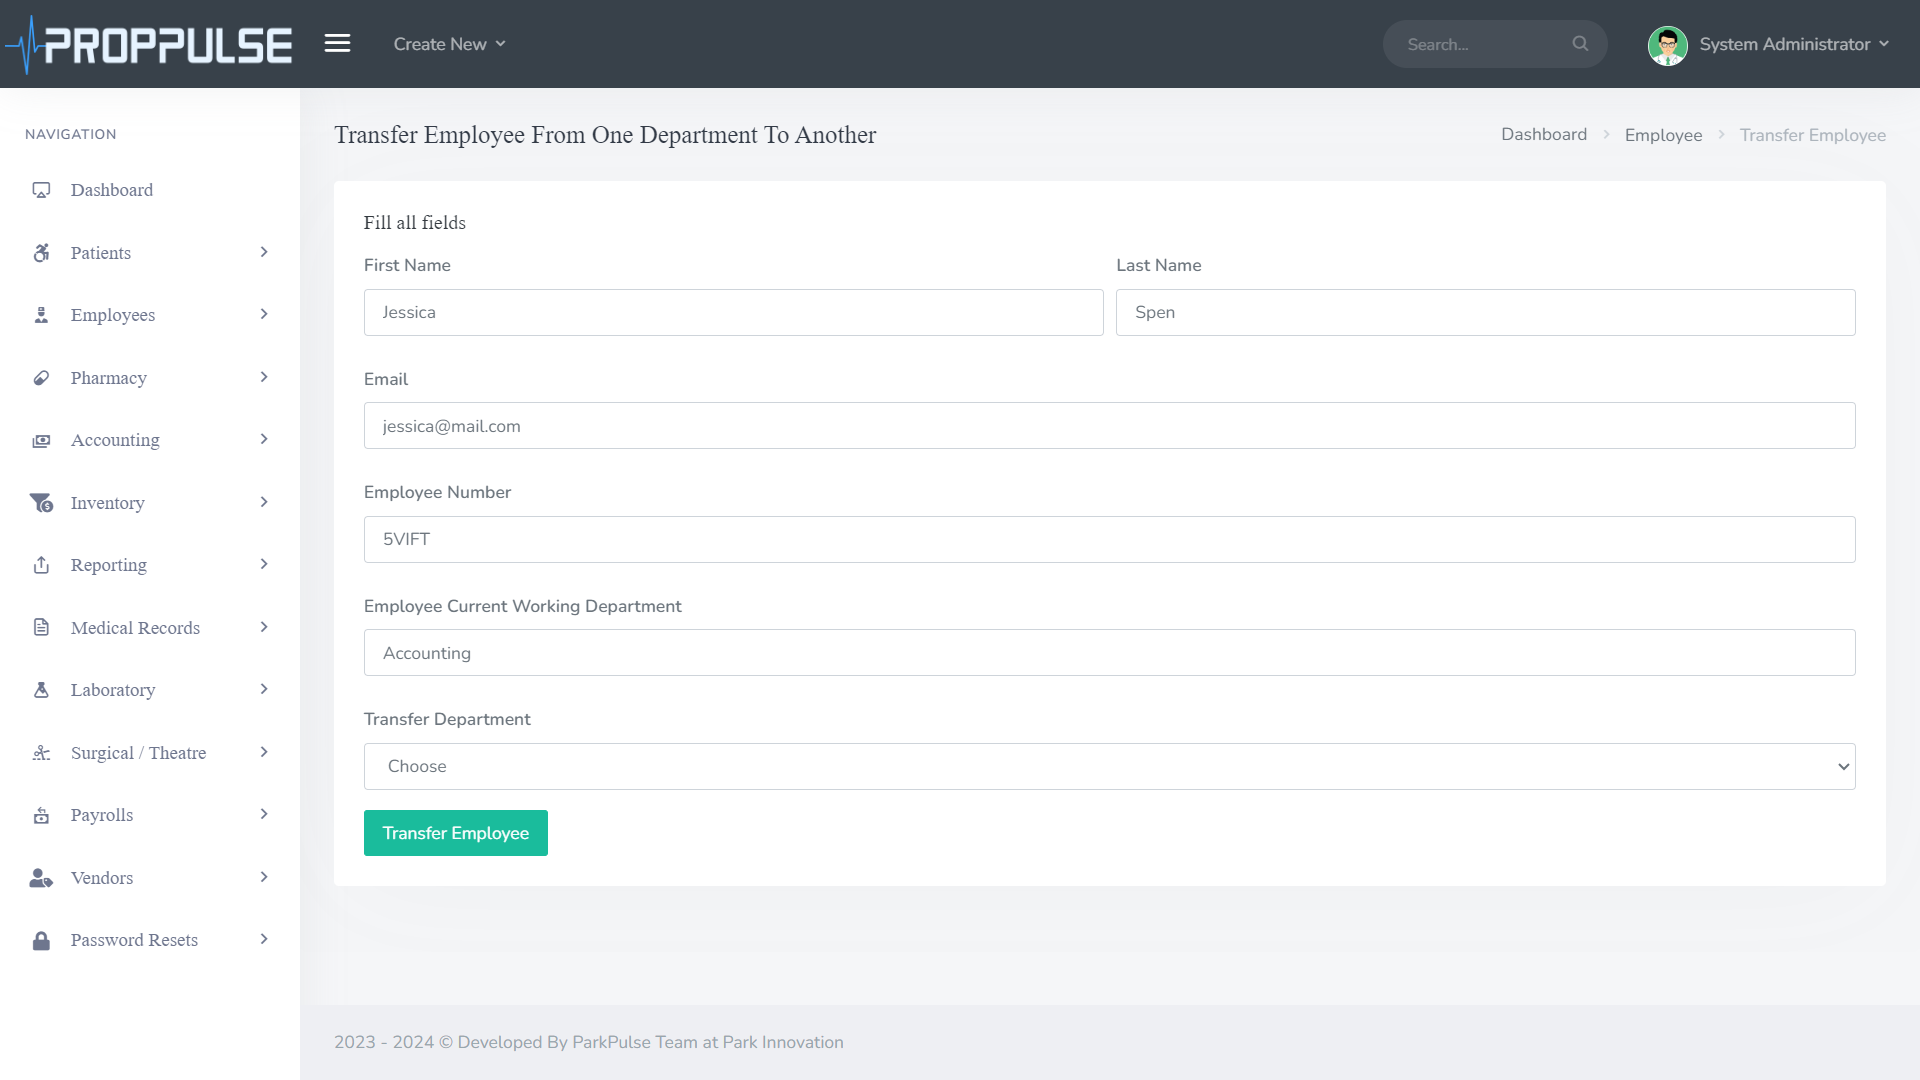 PROPPULSE
Create New
Search...
System Administrator
NAVIGATION
Dashboard
Patients
Employees
Pharmacy
Accounting
Inventory
Reporting
Medical Records
Laboratory
Surgical / Theatre
Payrolls
Vendors
Password Resets
Transfer Employee From One Department To Another
Dashboard > Employee > Transfer Employee
Fill all fields
First Name
Jessica
Last Name
Spen
Email
jessica@mail.com
Employee Number
5VIFT
Employee Current Working Department
Accounting
Transfer Department
Choose
Transfer Employee
2023 - 2024 © Developed By ParkPulse Team at Park Innovation